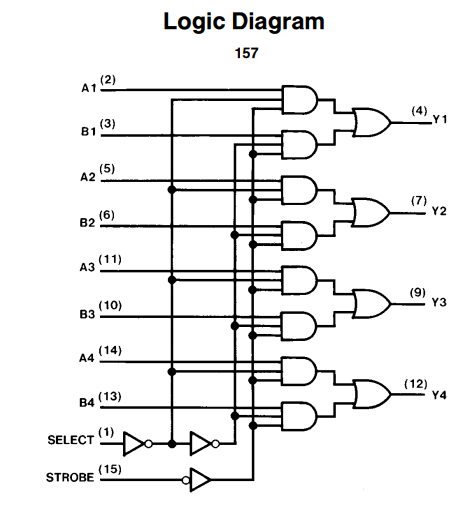 Logic Diagram
157
A1 (2)
(4) Y1
B1 (3)
A2 (5)
(7) Y2
B2 (6)
A3 (11)
(9) Y3
B3 (10)
A4 (14)
(12) Y4
B4 (13)
SELECT (1)
STROBE (15)